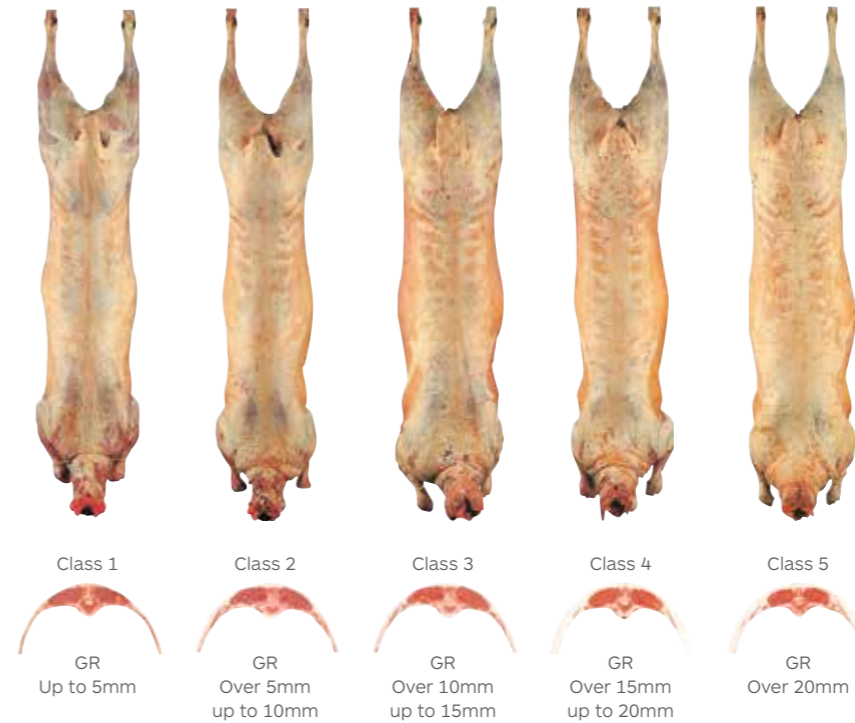 Class 1
Class 2
Class 3
Class 4
Class 5
GR
Up to 5mm
GR
Over 5mm
up to 10mm
GR
Over 10mm
up to 15mm
GR
Over 15mm
up to 20mm
GR
Over 20mm